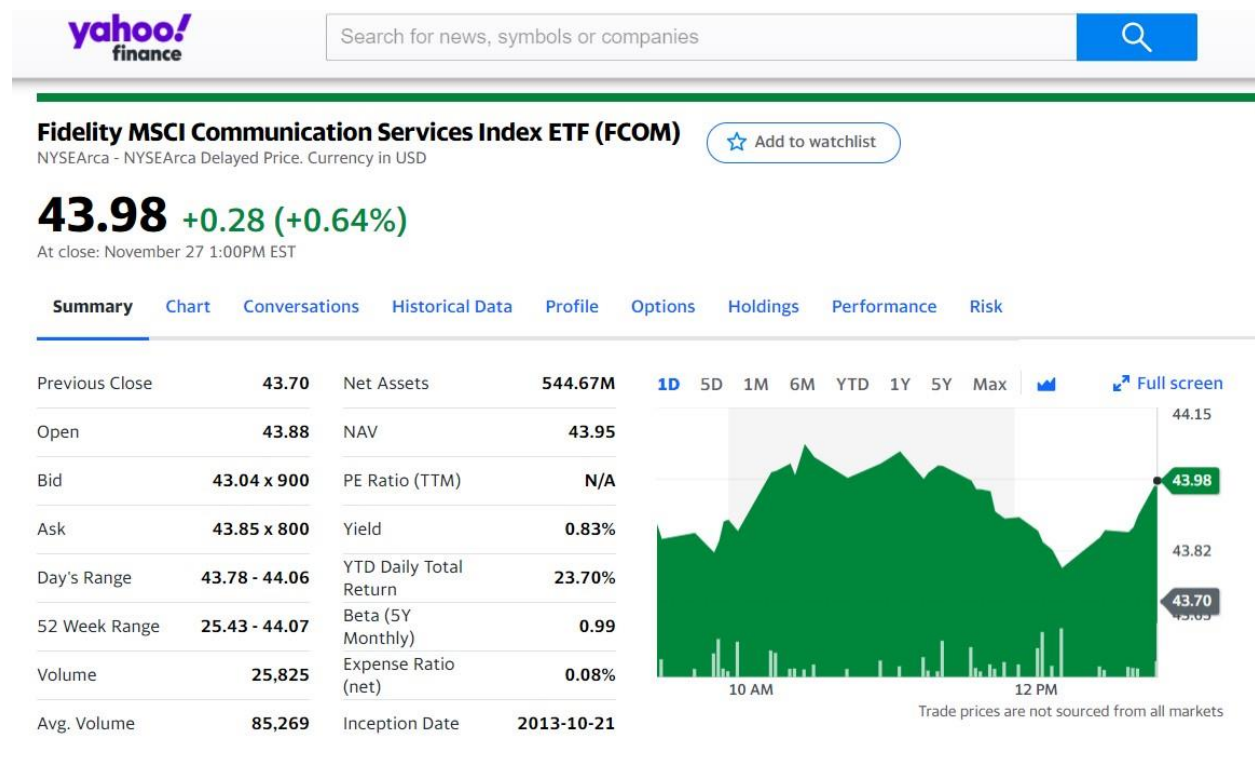 yahoo!
finance
Search for news, symbols or companies
Fidelity MSCI Communication Services Index ETF (FCOM)
Add to watchlist
NYSEArca - NYSEArca Delayed Price. Currency in USD
43.98 +0.28 (+0.64%)
At close: November 27 1:00PM EST
Summary Chart Conversations Historical Data Profile Options Holdings Performance Risk
Previous Close 43.70
Open 43.88
Bid 43.04 x 900
Ask 43.85 x 800
Day's Range 43.78 - 44.06
52 Week Range 25.43 - 44.07
Volume 25,825
Avg. Volume 85,269
Net Assets 544.67M
NAV 43.95
PE Ratio (TTM) N/A
Yield 0.83%
YTD Daily Total
Return 23.70%
Beta (5Y
Monthly) 0.99
Expense Ratio
(net) 0.08%
Inception Date 2013-10-21
1D 5D 1M 6M YTD 1Y 5Y Max Full screen
44.15
43.98
43.82
43.70
10 AM 12 PM
Trade prices are not sourced from all markets